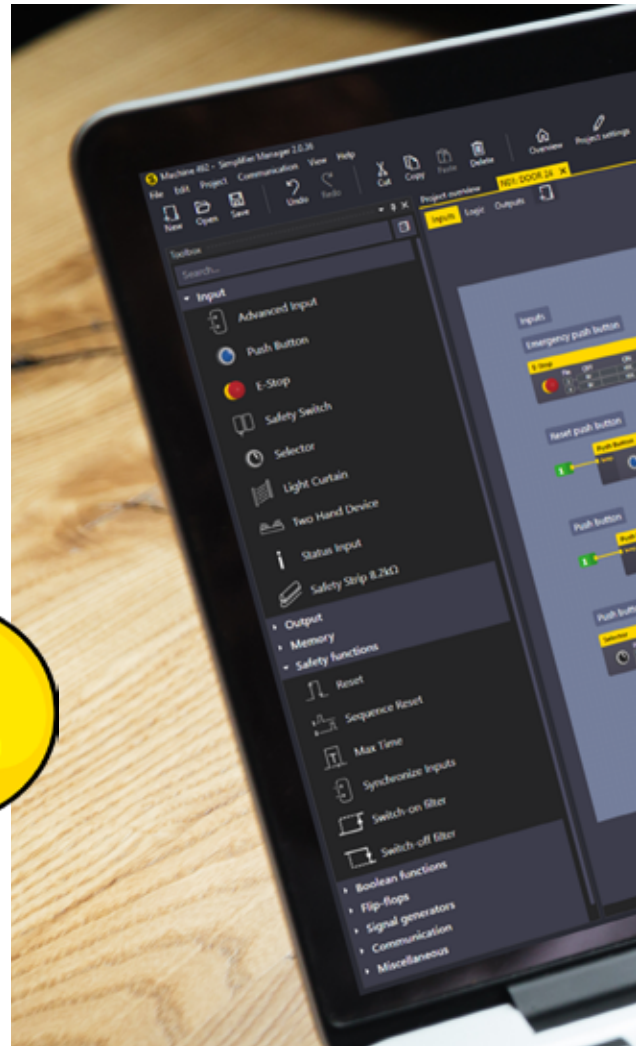 Machine 492 - Simplifier Manager 2.0.36
File Edit Project Communication View Help
New Open Save Undo Redo Cut Copy Paste Delete Overview Project settings
Toolbox
Search...
Input
Advanced Input
Push Button
E-Stop
Safety Switch
Selector
Light Curtain
Two Hand Device
Status Input
Safety Strip 8.2kΩ
Output
Memory
Safety functions
Reset
Sequence Reset
Max Time
Synchronize Inputs
Switch-on filter
Switch-off filter
Boolean functions
Flip-flops
Signal generators
Communication
Miscellaneous
Project overview
Inputs Logic Outputs
Inputs
Emergency push button
E-Stop
Reset push button
Push Button
Push button
Selector